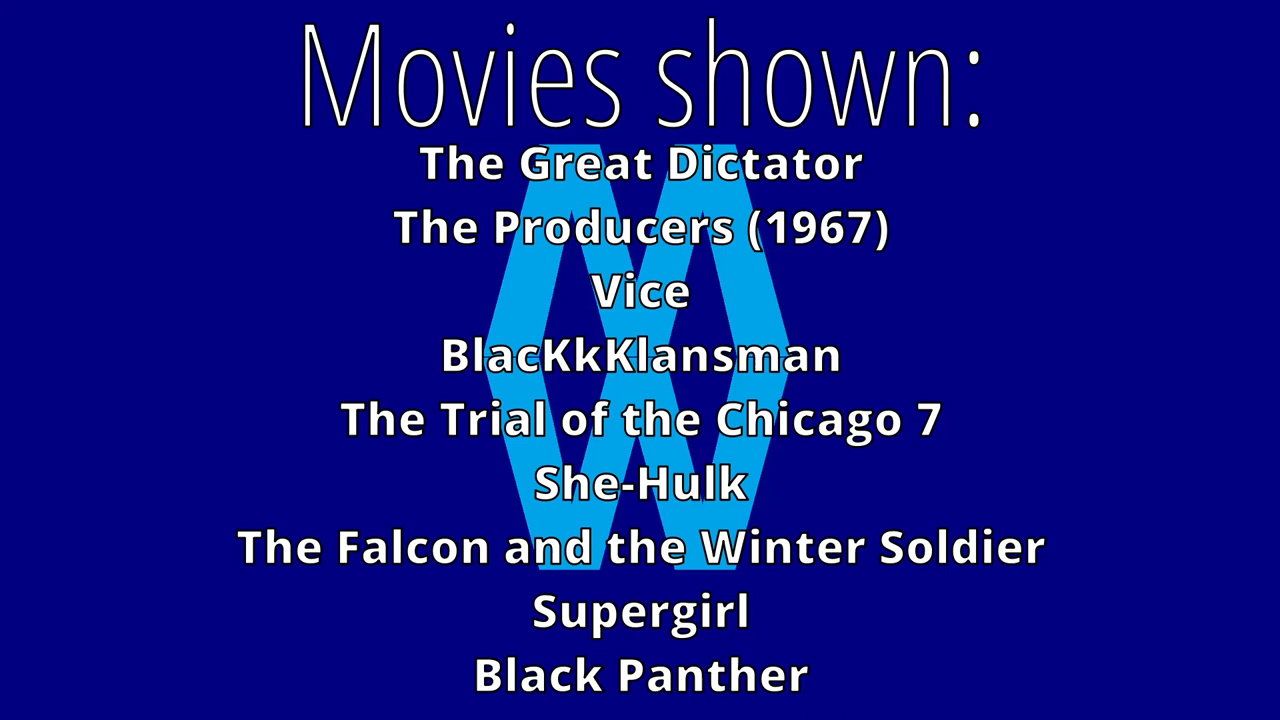 Movies shown:
The Great Dictator
The Producers (1967)
Vice
BlacKkKlansman
The Trial of the Chicago 7
She-Hulk
The Falcon and the Winter Soldier
Supergirl
Black Panther